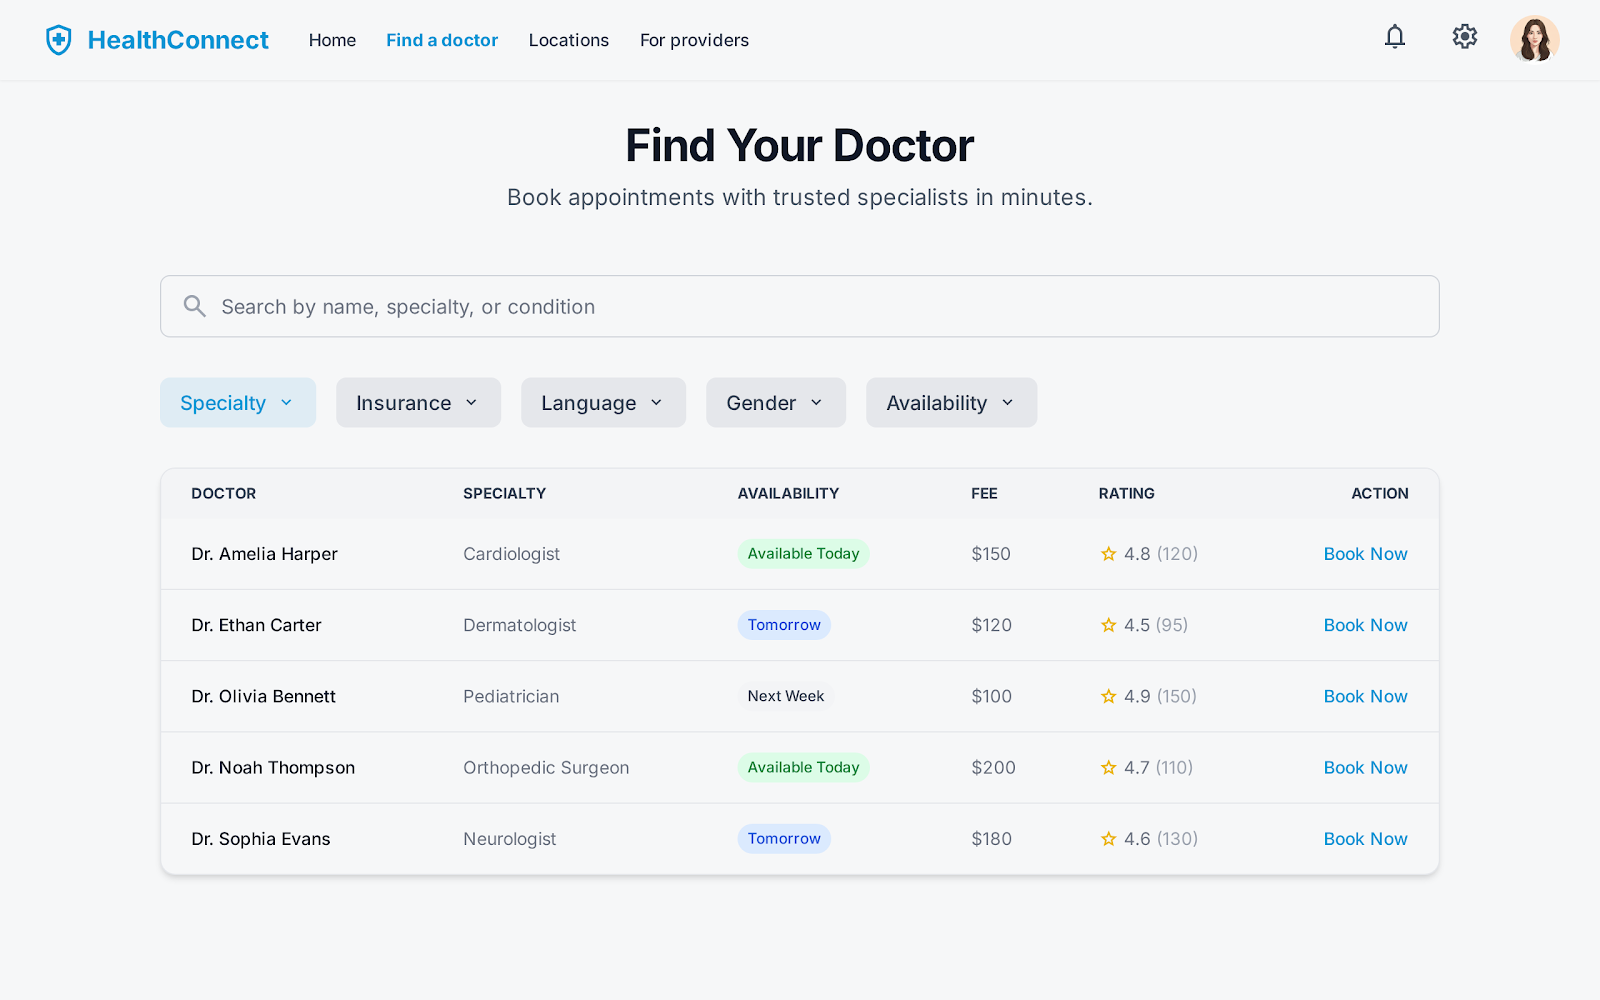 HealthConnect Home Find a doctor Locations For providers
Find Your Doctor
Book appointments with trusted specialists in minutes.
Search by name, specialty, or condition
Specialty Insurance Language Gender Availability
DOCTOR SPECIALTY AVAILABILITY FEE RATING ACTION
Dr. Amelia Harper Cardiologist Available Today $150 4.8 (120) Book Now
Dr. Ethan Carter Dermatologist Tomorrow $120 4.5 (95) Book Now
Dr. Olivia Bennett Pediatrician Next Week $100 4.9 (150) Book Now
Dr. Noah Thompson Orthopedic Surgeon Available Today $200 4.7 (110) Book Now
Dr. Sophia Evans Neurologist Tomorrow $180 4.6 (130) Book Now